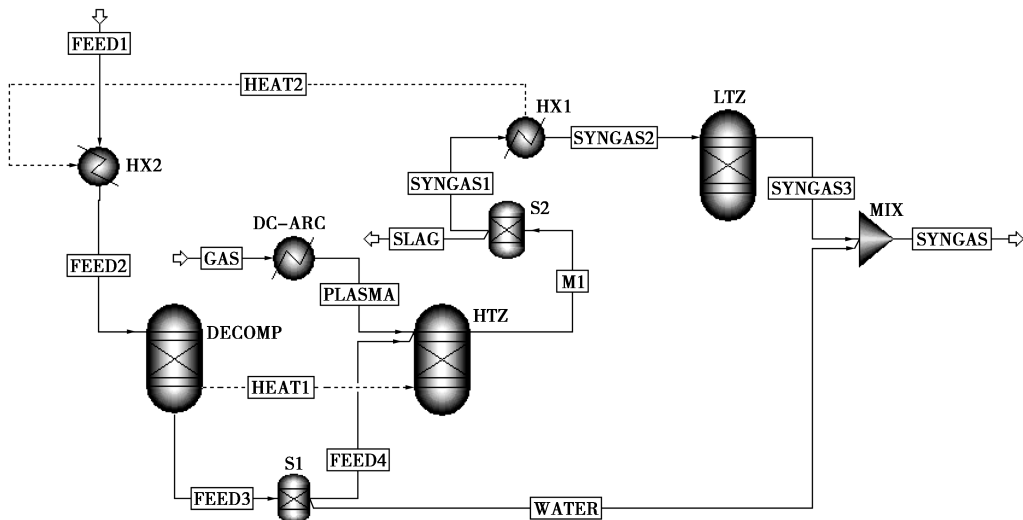 FEED1
HEAT2
HX2
HX1
LTZ
SYNGAS2
SYNGAS1
SYNGAS3
S2
MIX
SLAG
SYNGAS
DC-ARC
GAS
FEED2
PLASMA
M1
HTZ
DECOMP
HEAT1
S1
FEED4
FEED3
WATER